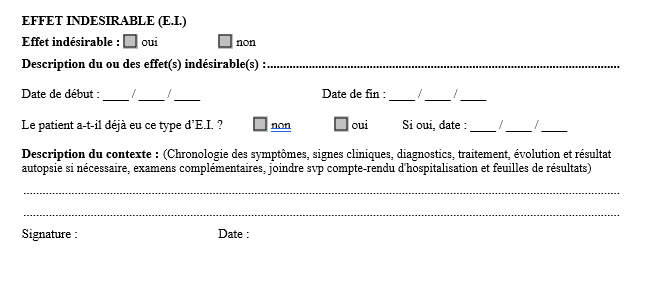 EFFET INDESIRABLE (E.I.)
Effet indésirable : oui non
Description du ou des effet(s) indésirable(s) :..............................................................................................................
Date de début : ____ / ____ / ____ Date de fin : ____ / ____ / ____
Le patient a-t-il déjà eu ce type d’E.I. ? non oui Si oui, date : ____ / ____ / ____
Description du contexte : (Chronologie des symptômes, signes cliniques, diagnostics, traitement, évolution et résultat
autopsie si nécessaire, examens complémentaires, joindre svp compte-rendu d'hospitalisation et feuilles de résultats)
Signature : Date :